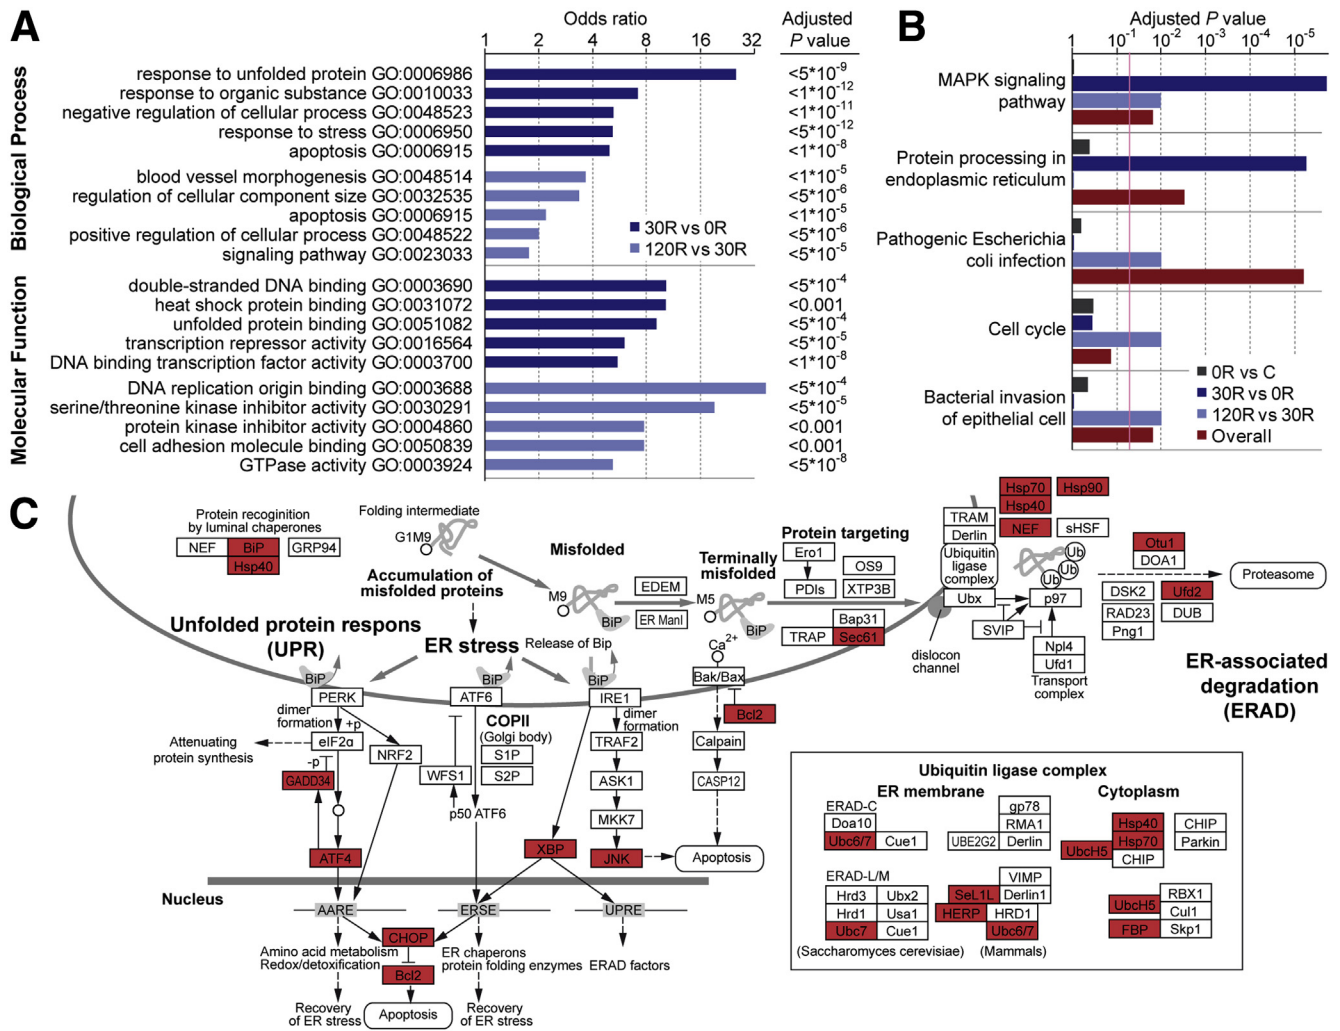 A
Odds ratio
Adjusted
P value
1 2 4 8 16 32
Biological Process
response to unfolded protein GO:0006986 <5*10-9
response to organic substance GO:0010033 <1*10-12
negative regulation of cellular process GO:0048523 <1*10-11
response to stress GO:0006950 <5*10-12
apoptosis GO:0006915 <1*10-8
blood vessel morphogenesis GO:0048514 <1*10-5
regulation of cellular component size GO:0032535 <5*10-6
apoptosis GO:0006915 <1*10-5
positive regulation of cellular process GO:0048522 <5*10-6
signaling pathway GO:0023033 <5*10-5
30R vs 0R
120R vs 30R
Molecular Function
double-stranded DNA binding GO:0003690 <5*10-4
heat shock protein binding GO:0031072 <0.001
unfolded protein binding GO:0051082 <5*10-4
transcription repressor activity GO:0016564 <5*10-5
DNA binding transcription factor activity GO:0003700 <1*10-8
DNA replication origin binding GO:0003688 <5*10-4
serine/threonine kinase inhibitor activity GO:0030291 <5*10-5
protein kinase inhibitor activity GO:0004860 <0.001
cell adhesion molecule binding GO:0050839 <0.001
GTPase activity GO:0003924 <5*10-8
B
Adjusted P value
1 10-1 10-2 10-3 10-4 10-5
MAPK signaling
pathway
Protein processing in
endoplasmic reticulum
Pathogenic Escherichia
coli infection
Cell cycle
Bacterial invasion
of epithelial cell
0R vs C
30R vs 0R
120R vs 30R
Overall
C
Protein recoginition
by luminal chaperones
NEF BiP GRP94
Hsp40
Folding intermediate
G1M9
Accumulation of
misfolded proteins
Misfolded
M9
BiP
EDEM
ER ManI
Terminally
misfolded
M5
BiP
Protein targeting
Ero1
PDIs
OS9
XTP3B
Bap31
TRAP Sec61
TRAM
Derlin
Ubiquitin
ligase
complex
Ubx
Hsp70 Hsp90
Hsp40
NEF sHSF
Ub
Ub
Ub
p97
SVIP
Npl4
Ufd1
Transport
complex
dislocon
channel
Otu1
DOA1
DSK2 Ufd2
RAD23 DUB
Png1
Proteasome
ER-associated
degradation
(ERAD)
Unfolded protein respons
(UPR)
ER stress
Release of Bip
BiP
BiP
BiP
PERK
ATF6
IRE1
Ca2+
Bak/Bax
Bcl2
dimer
formation
+p
eIF2α
-p
Attenuating
protein synthesis
GADD34
ATF4
NRF2
COPII
(Golgi body)
S1P
S2P
WFS1
p50 ATF6
dimer
formation
TRAF2
ASK1
MKK7
JNK
XBP
Calpain
CASP12
Apoptosis
Nucleus
AARE
ERSE
UPRE
CHOP
Bcl2
Apoptosis
Amino acid metabolism
Redox/detoxification
Recovery
of ER stress
ER chaperons
protein folding enzymes
Recovery
of ER stress
ERAD factors
Ubiquitin ligase complex
ER membrane
Cytoplasm
ERAD-C
Doa10
Ubc6/7 Cue1
gp78
RMA1
UBE2G2 Derlin
ERAD-L/M
Hrd3 Ubx2
Hrd1 Usa1
Ubc7 Cue1
(Saccharomyces cerevisiae)
VIMP
SeL1L Derlin1
HERP HRD1
Ubc6/7
(Mammals)
Hsp40
UbcH5 Hsp70
CHIP
CHIP
Parkin
RBX1
UbcH5 Cul1
FBP Skp1